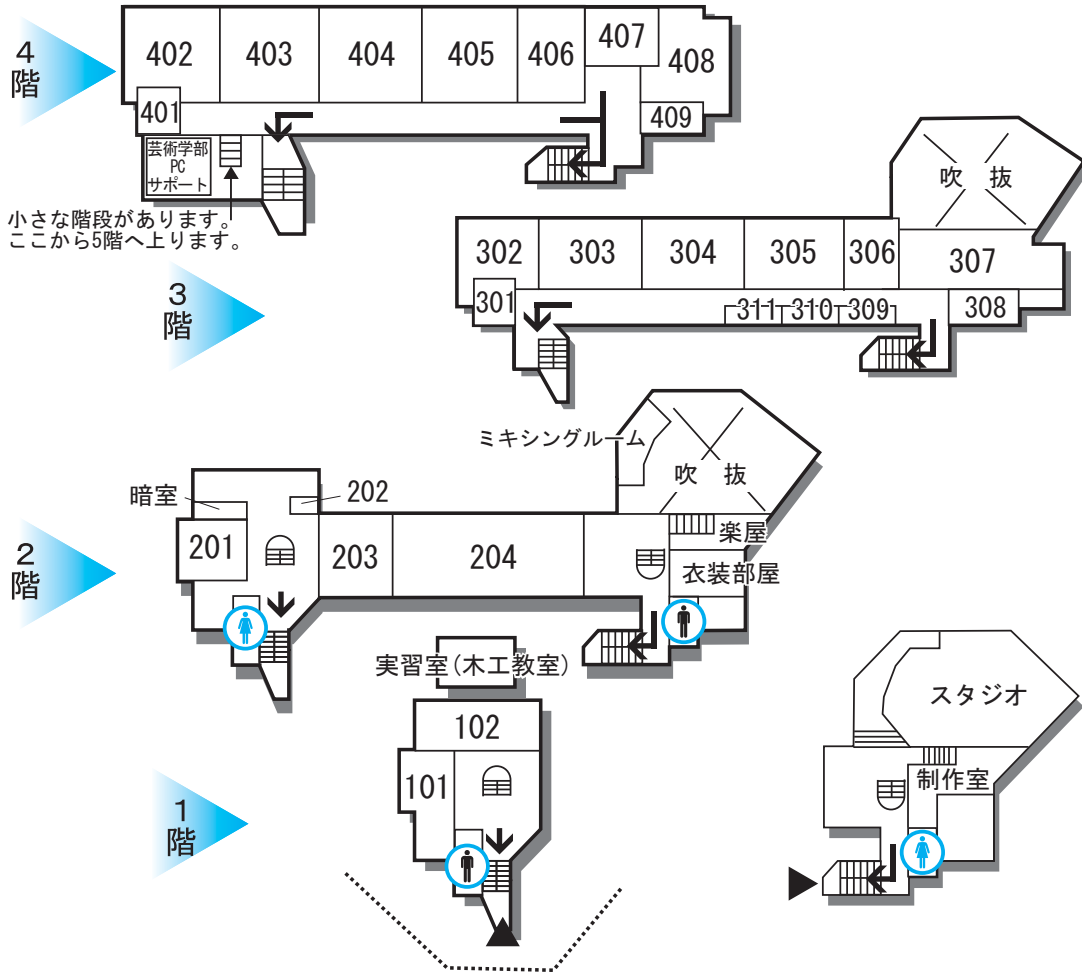 4
階
402
403
404
405
406
407
408
401
409
芸術学部
PC
サポート
小さな階段があります。
ここから5階へ上ります。
吹 抜
3
階
302
303
304
305
306
307
301
311
310
309
308
ミキシングルーム
吹 抜
2
階
暗室
202
201
203
204
楽屋
衣装部屋
実習室(木工教室)
1
階
102
101
スタジオ
制作室